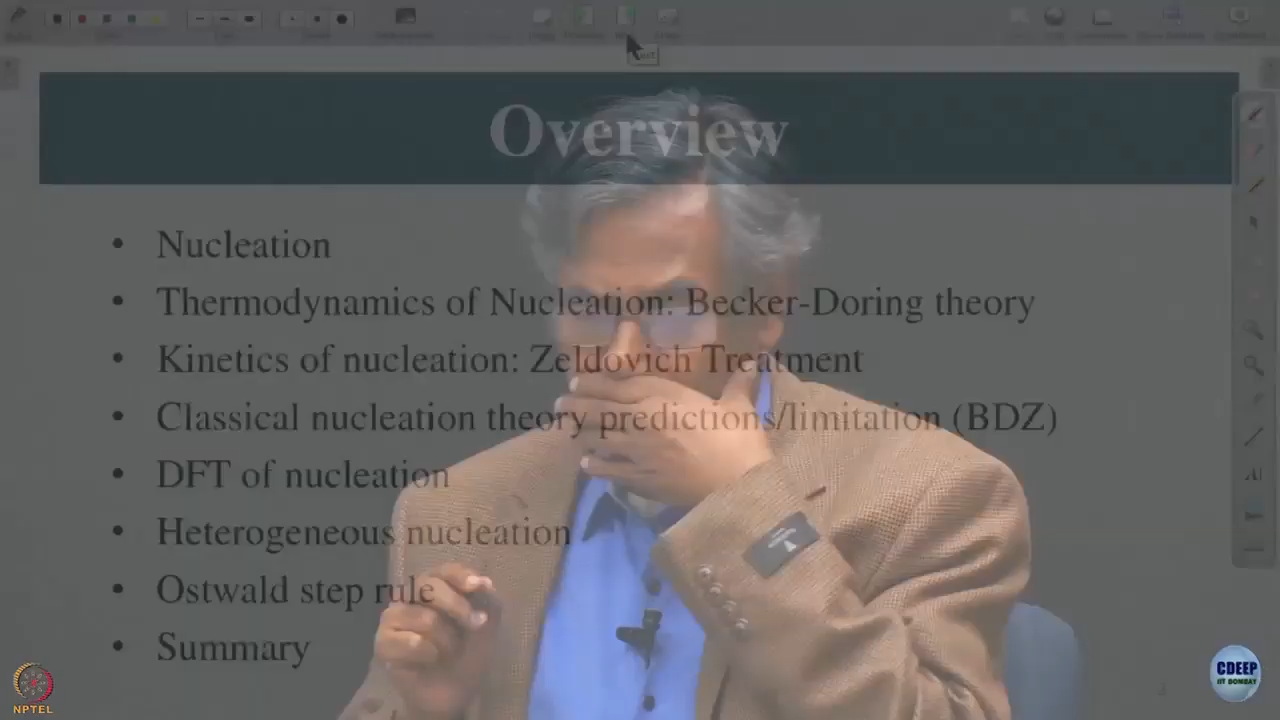 Overview
• Nucleation
• Thermodynamics of Nucleation: Becker-Doring theory
• Kinetics of nucleation: Zeldovich Treatment
• Classical nucleation theory predictions/limitation (BDZ)
• DFT of nucleation
• Heterogeneous nucleation
• Ostwald step rule
• Summary
NPTEL
CDEEP
IIT BOMBAY